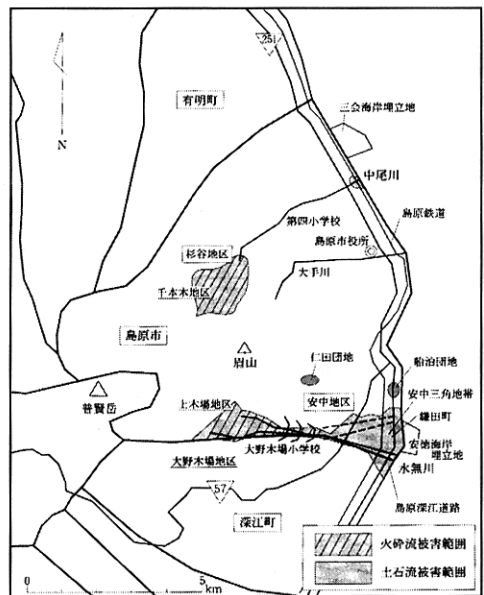 251
有明町
三会海岸埋立地
N
中尾川
第四小学校
島原鉄道
島原市役所
杉谷地区
大手川
千本木地区
島原市
眉山
仁田団地
船泊団地
普賢岳
上木場地区
安中地区
安中三角地帯
鎌田町
大野木場小学校
安徳海岸
埋立地
大野木場地区
水無川
57
島原深江道路
深江町
火砕流被害範囲
土石流被害範囲
0
5
km